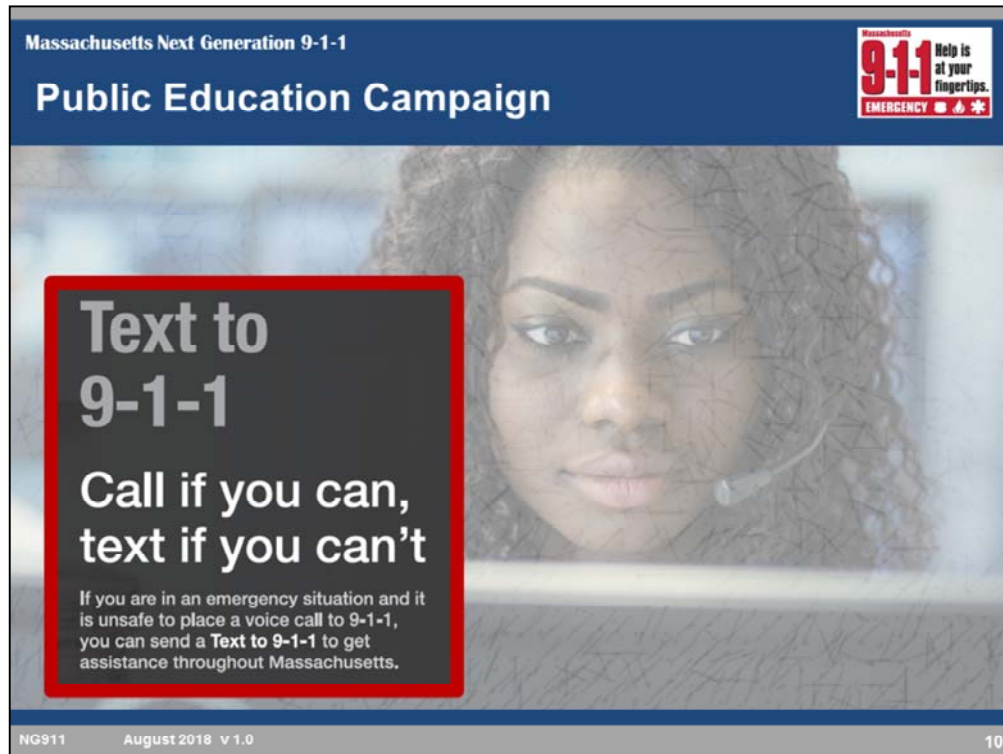 Massachusetts Next Generation 9-1-1
Public Education Campaign
Massachusetts
9-1-1
Help is
at your
fingertips.
EMERGENCY
Text to
9-1-1
Call if you can,
text if you can't
If you are in an emergency situation and it
is unsafe to place a voice call to 9-1-1,
you can send a Text to 9-1-1 to get
assistance throughout Massachusetts.
NG911 August 2018 v 1.0
10